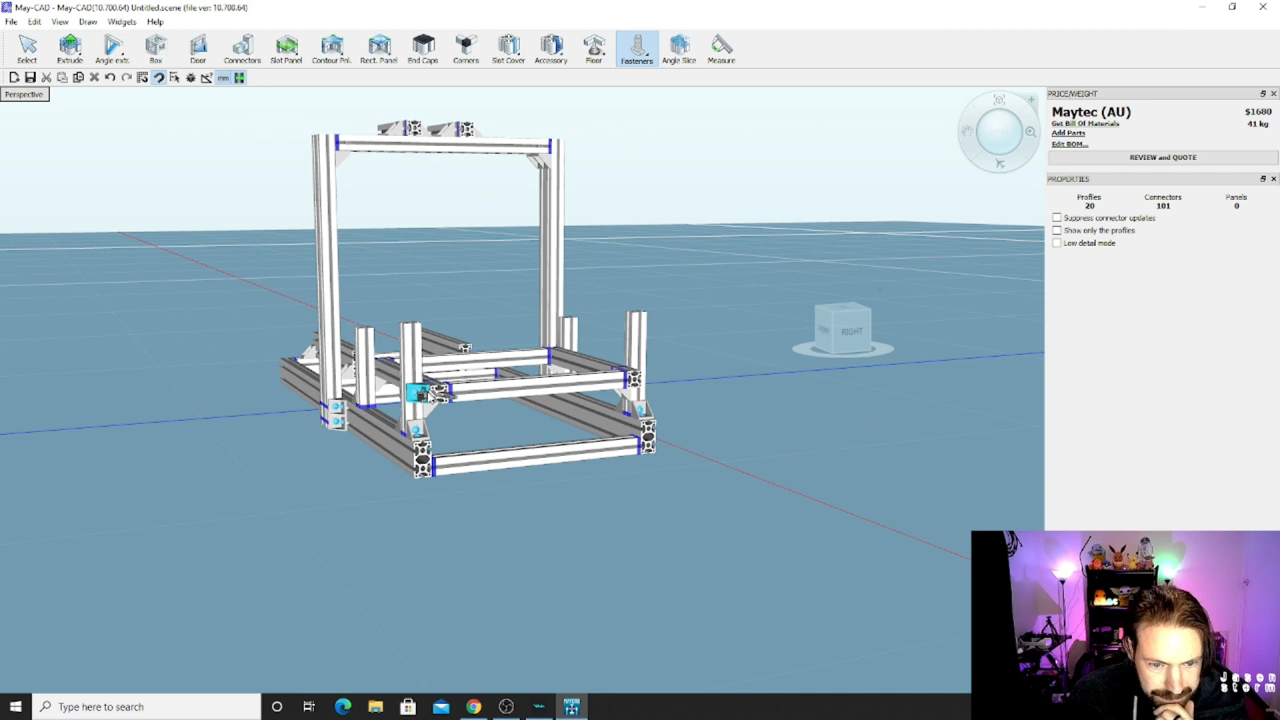 May-CAD - May-CAD(10.700.64) Untitled.scene (file ver: 10.700.64)
File Edit View Draw Widgets Help
Select Extrude Angle extr. Box Door Connectors Slot Panel Contour Pnl. Rect. Panel End Caps Corners Slot Cover Accessory Floor Fasteners Angle Slice Measure
mm
Perspective
PRICE/WEIGHT
Maytec (AU) $1680
Get Bill Of Materials 41 kg
Add Parts
Edit BOM...
REVIEW and QUOTE
PROPERTIES
Profiles Connectors Panels
20 101 0
Suppress connector updates
Show only the profiles
Low detail mode
RIGHT
Jason
storm
Type here to search